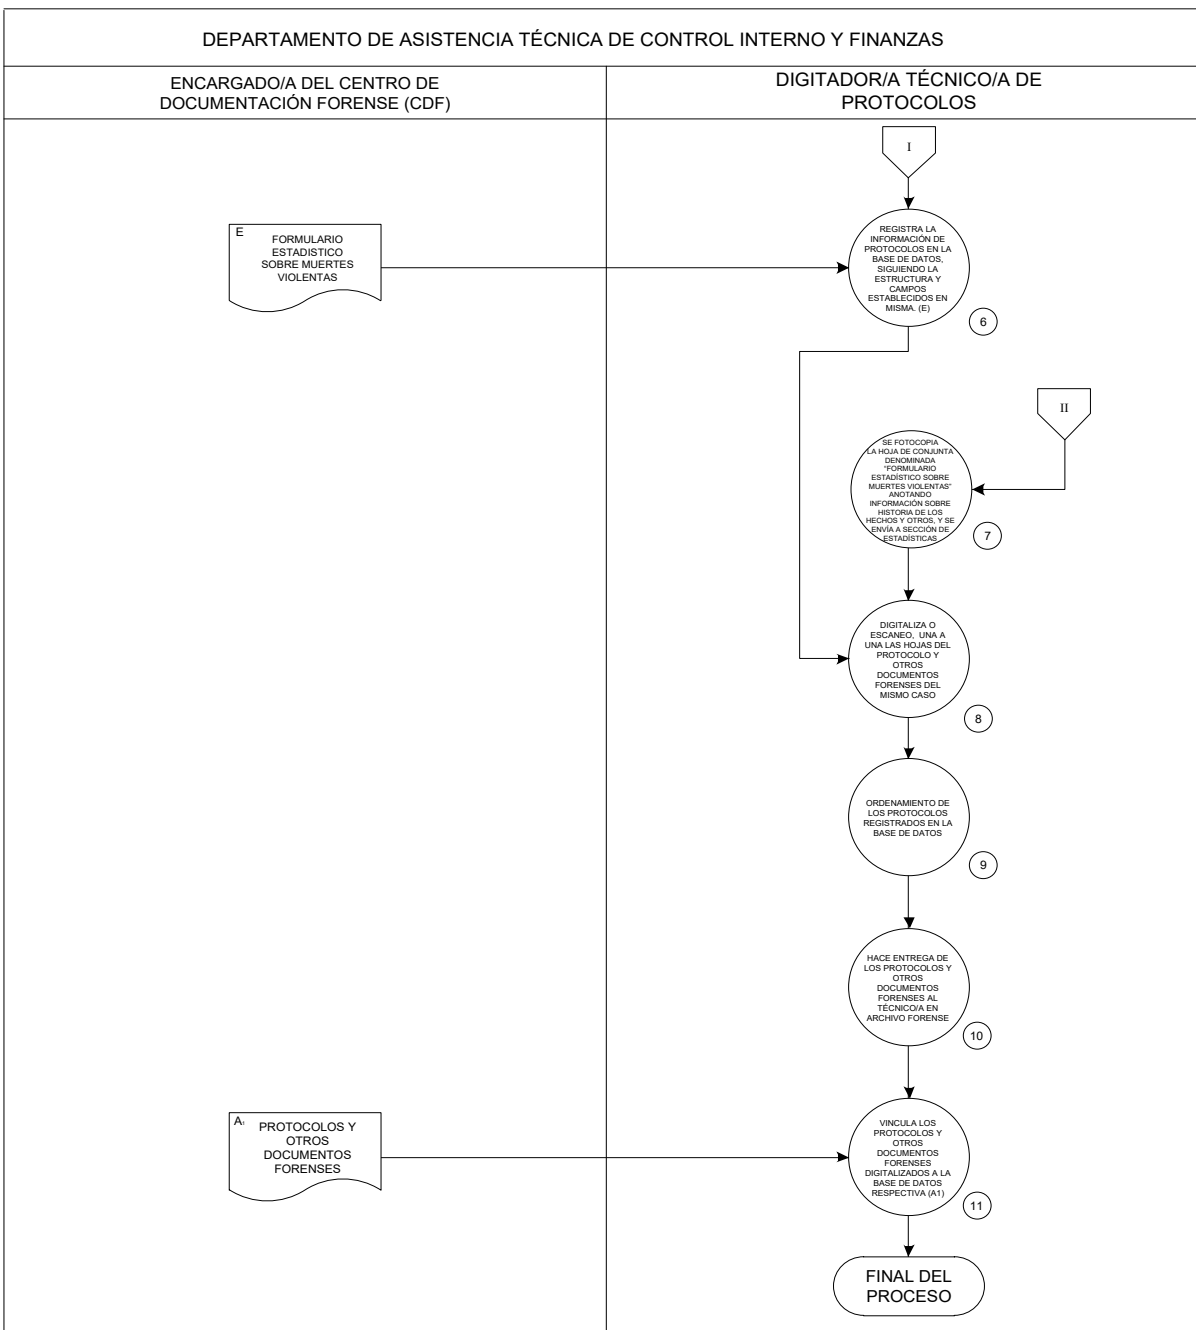 DEPARTAMENTO DE ASISTENCIA TÉCNICA DE CONTROL INTERNO Y FINANZAS
ENCARGADO/A DEL CENTRO DE
DOCUMENTACIÓN FORENSE (CDF)
DIGITADOR/A TÉCNICO/A DE
PROTOCOLOS
I
E
FORMULARIO
ESTADISTICO
SOBRE MUERTES
VIOLENTAS
REGISTRA LA
INFORMACIÓN DE
PROTOCOLOS EN LA
BASE DE DATOS,
SIGUIENDO LA
ESTRUCTURA Y
CAMPOS
ESTABLECIDOS EN
MISMA. (E)
6
II
SE FOTOCOPIA
LA HOJA DE CONJUNTA
DENOMINADA
"FORMULARIO
ESTADÍSTICO SOBRE
MUERTES VIOLENTAS"
ANOTANDO
INFORMACIÓN SOBRE
HISTORIA DE LOS
HECHOS Y OTROS, Y SE
ENVÍA A SECCIÓN DE
ESTADÍSTICAS
7
DIGITALIZA O
ESCANEO, UNA A
UNA LAS HOJAS DEL
PROTOCOLO Y
OTROS
DOCUMENTOS
FORENSES DEL
MISMO CASO
8
ORDENAMIENTO DE
LOS PROTOCOLOS
REGISTRADOS EN LA
BASE DE DATOS
9
HACE ENTREGA DE
LOS PROTOCOLOS Y
OTROS
DOCUMENTOS
FORENSES AL
TÉCNICO/A EN
ARCHIVO FORENSE
10
A1
PROTOCOLOS Y
OTROS
DOCUMENTOS
FORENSES
VINCULA LOS
PROTOCOLOS Y
OTROS
DOCUMENTOS
FORENSES
DIGITALIZADOS A LA
BASE DE DATOS
RESPECTIVA (A1)
11
FINAL DEL
PROCESO